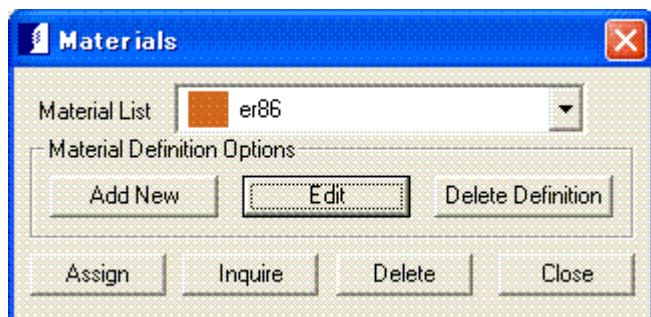 Materials
Material List er86
Material Definition Options
Add New Edit Delete Definition
Assign Inquire Delete Close